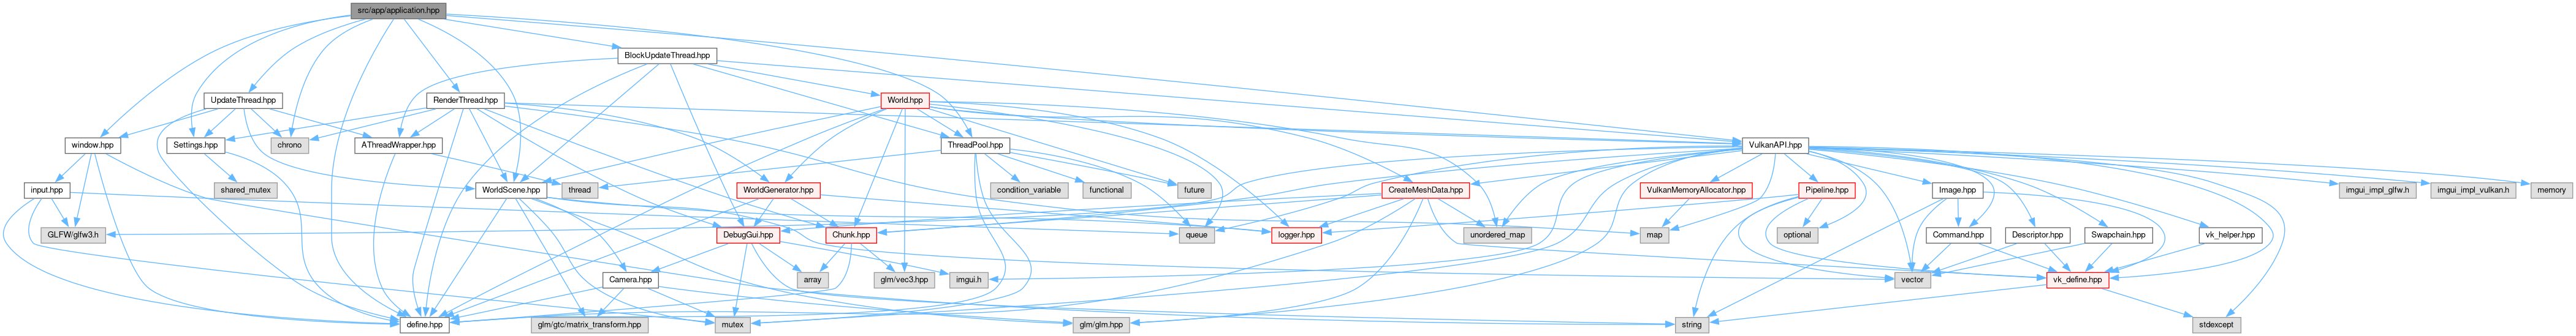 src/app/application.hpp
BlockUpdateThread.hpp
UpdateThread.hpp
RenderThread.hpp
World.hpp
window.hpp
Settings.hpp
chrono
AThreadWrapper.hpp
ThreadPool.hpp
VulkanAPI.hpp
input.hpp
shared_mutex
WorldScene.hpp
thread
WorldGenerator.hpp
condition_variable
functional
future
CreateMeshData.hpp
VulkanMemoryAllocator.hpp
Pipeline.hpp
Image.hpp
imgui_impl_glfw.h
imgui_impl_vulkan.h
memory
GLFW/glfw3.h
DebugGui.hpp
Chunk.hpp
queue
logger.hpp
unordered_map
map
optional
Command.hpp
Descriptor.hpp
Swapchain.hpp
vk_helper.hpp
Camera.hpp
array
glm/vec3.hpp
imgui.h
vector
vk_define.hpp
define.hpp
glm/gtc/matrix_transform.hpp
mutex
glm/glm.hpp
string
stdexcept